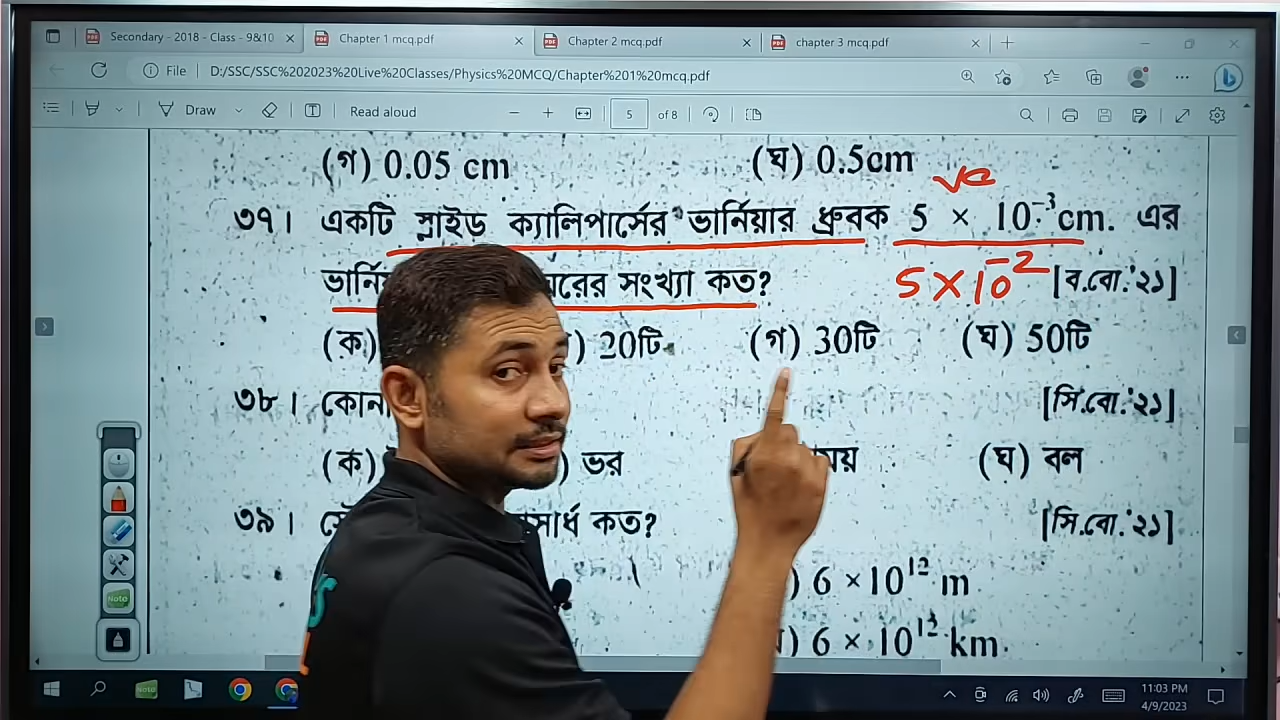 Secondary - 2018 - Class - 9&10
Chapter 1 mcq.pdf
Chapter 2 mcq.pdf
chapter 3 mcq.pdf
File D:/SSC/SSC%202023%20Live%20Classes/Physics%20MCQ/Chapter%201%20mcq.pdf
Draw Read aloud 5 of 8
(গ) 0.05 cm (ঘ) 0.5cm
৩৭। একটি স্লাইড ক্যালিপার্সের ভার্নিয়ার ধ্রুবক 5 × 10⁻³cm. এর
সংখ্যা কত? 5×10⁻² [ব.বো.'২১]
(ক) 20টি (গ) 30টি (ঘ) 50টি
৩৮। [সি.বো.'২১]
(ক) ভর (ঘ) বল
৩৯। কত? [সি.বো.'২১]
6 ×10¹² m
6 × 10¹² km.
Note
Note
11:03 PM
4/9/2023